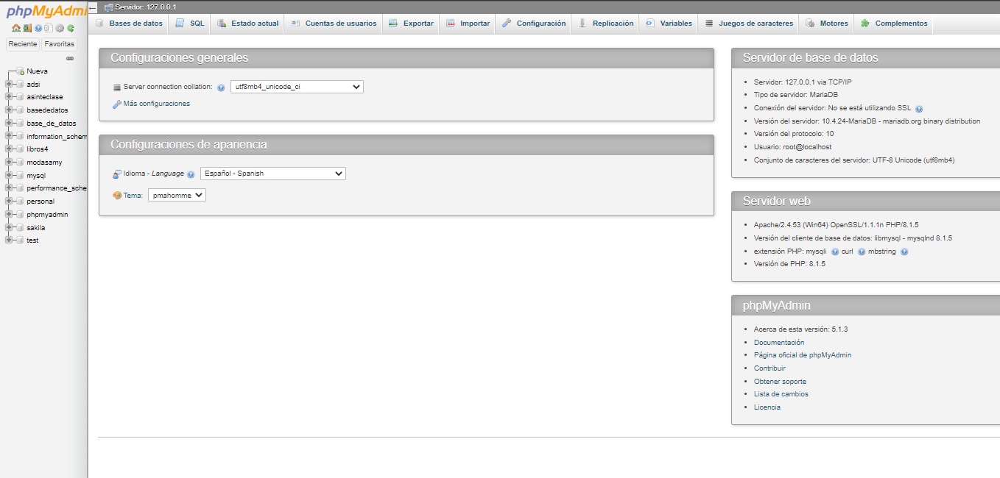 phpMyAdmi
Servidor: 127.0.0.1
Bases de datos SQL Estado actual Cuentas de usuarios Exportar Importar Configuración Replicación Variables Juegos de caracteres Motores Complementos
Reciente Favoritas
Nueva
adsi
asinteclase
basededatos
base_de_datos
information_schem
libros4
modasamy
mysql
performance_sche
personal
phpmyadmin
sakila
test
Configuraciones generales
Server connection collation: utf8mb4_unicode_ci
Más configuraciones
Configuraciones de apariencia
Idioma - Language Español - Spanish
Tema: pmahomme
Servidor de base de datos
• Servidor: 127.0.0.1 via TCP/IP
• Tipo de servidor: MariaDB
• Conexión del servidor: No se está utilizando SSL
• Versión del servidor: 10.4.24-MariaDB - mariadb.org binary distribution
• Versión del protocolo: 10
• Usuario: root@localhost
• Conjunto de caracteres del servidor: UTF-8 Unicode (utf8mb4)
Servidor web
• Apache/2.4.53 (Win64) OpenSSL/1.1.1n PHP/8.1.5
• Versión del cliente de base de datos: libmysql - mysqlnd 8.1.5
• extensión PHP: mysqli curl mbstring
• Versión de PHP: 8.1.5
phpMyAdmin
• Acerca de esta versión: 5.1.3
• Documentación
• Página oficial de phpMyAdmin
• Contribuir
• Obtener soporte
• Lista de cambios
• Licencia